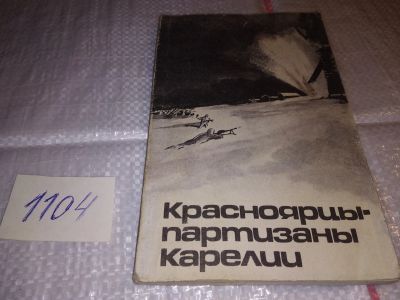 1104
Красноярцы-
партизаны
Карелии